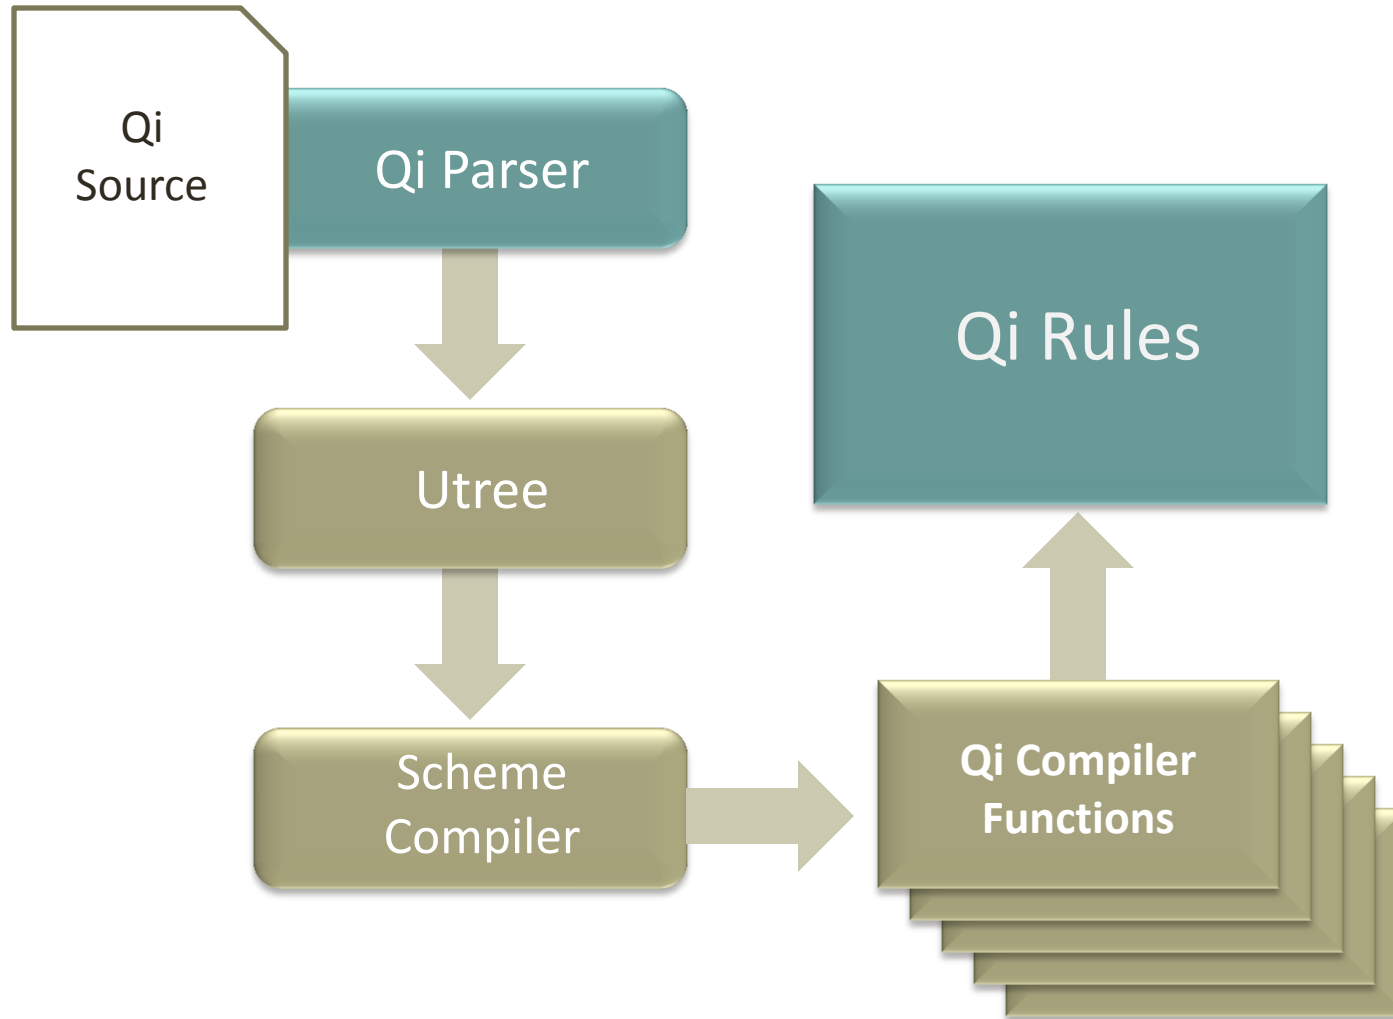 Qi
Source
Qi Parser
Qi Rules
Utree
Scheme
Compiler
Qi Compiler
Functions